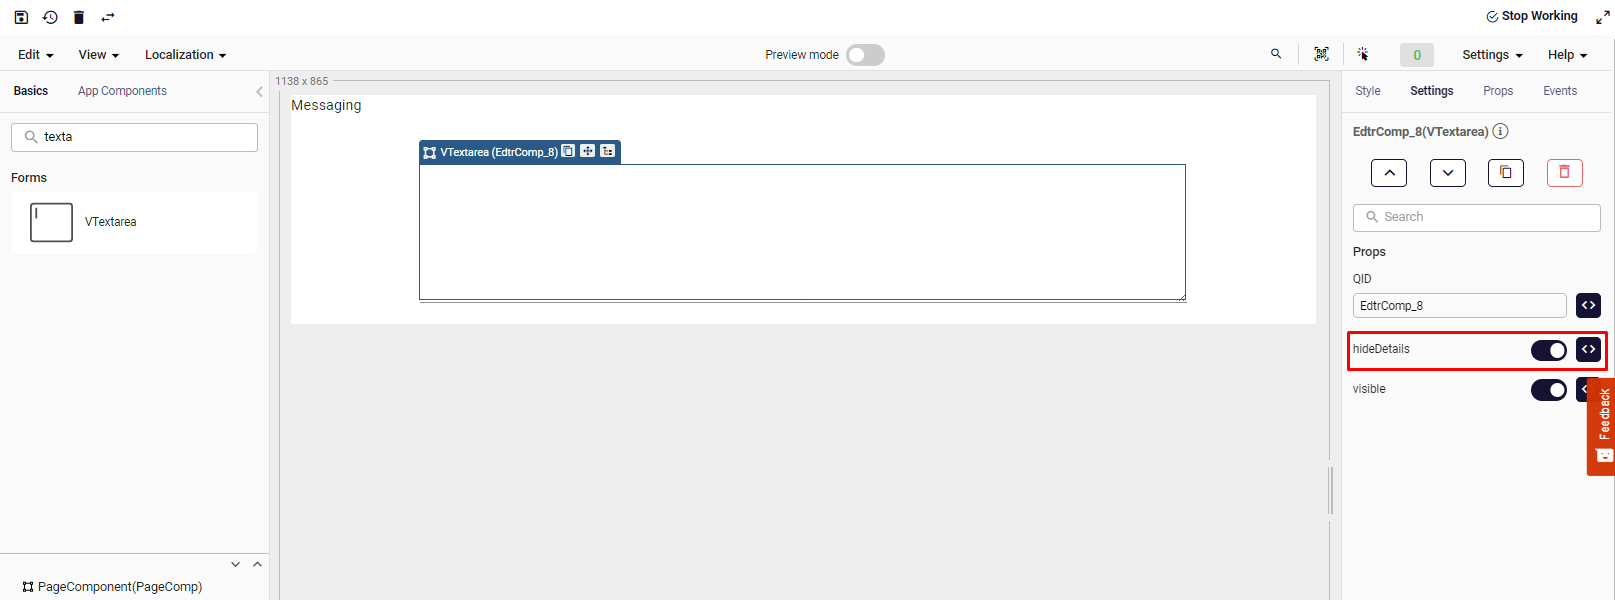 Stop Working
Edit View Localization Preview mode 0 Settings Help
Basics App Components
texta
Forms
VTextarea
PageComponent(PageComp)
1138 x 865
Messaging
VTextarea (EdtrComp_8)
Style Settings Props Events
EdtrComp_8(VTextarea)
Search
Props
QID
EdtrComp_8
hideDetails
visible
Feedback